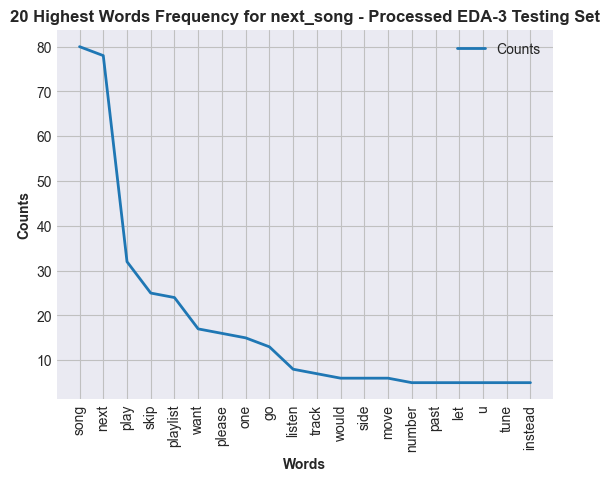 20 Highest Words Frequency for next_song - Processed EDA-3 Testing Set
Counts
80
70
60
50
40
30
20
10
Counts
song
next
play
skip
playlist
want
please
one
go
listen
track
would
side
move
number
past
let
u
tune
instead
Words